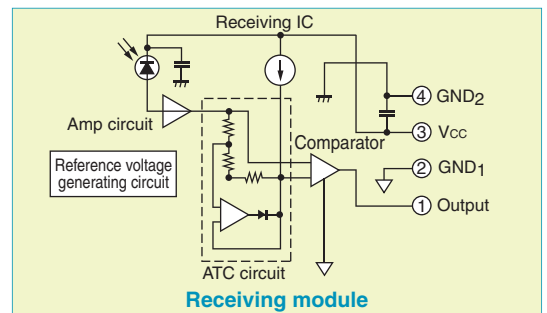 Receiving IC
④ GND2
Amp circuit
③ Vcc
Comparator
Reference voltage
generating circuit
② GND1
① Output
ATC circuit
Receiving module